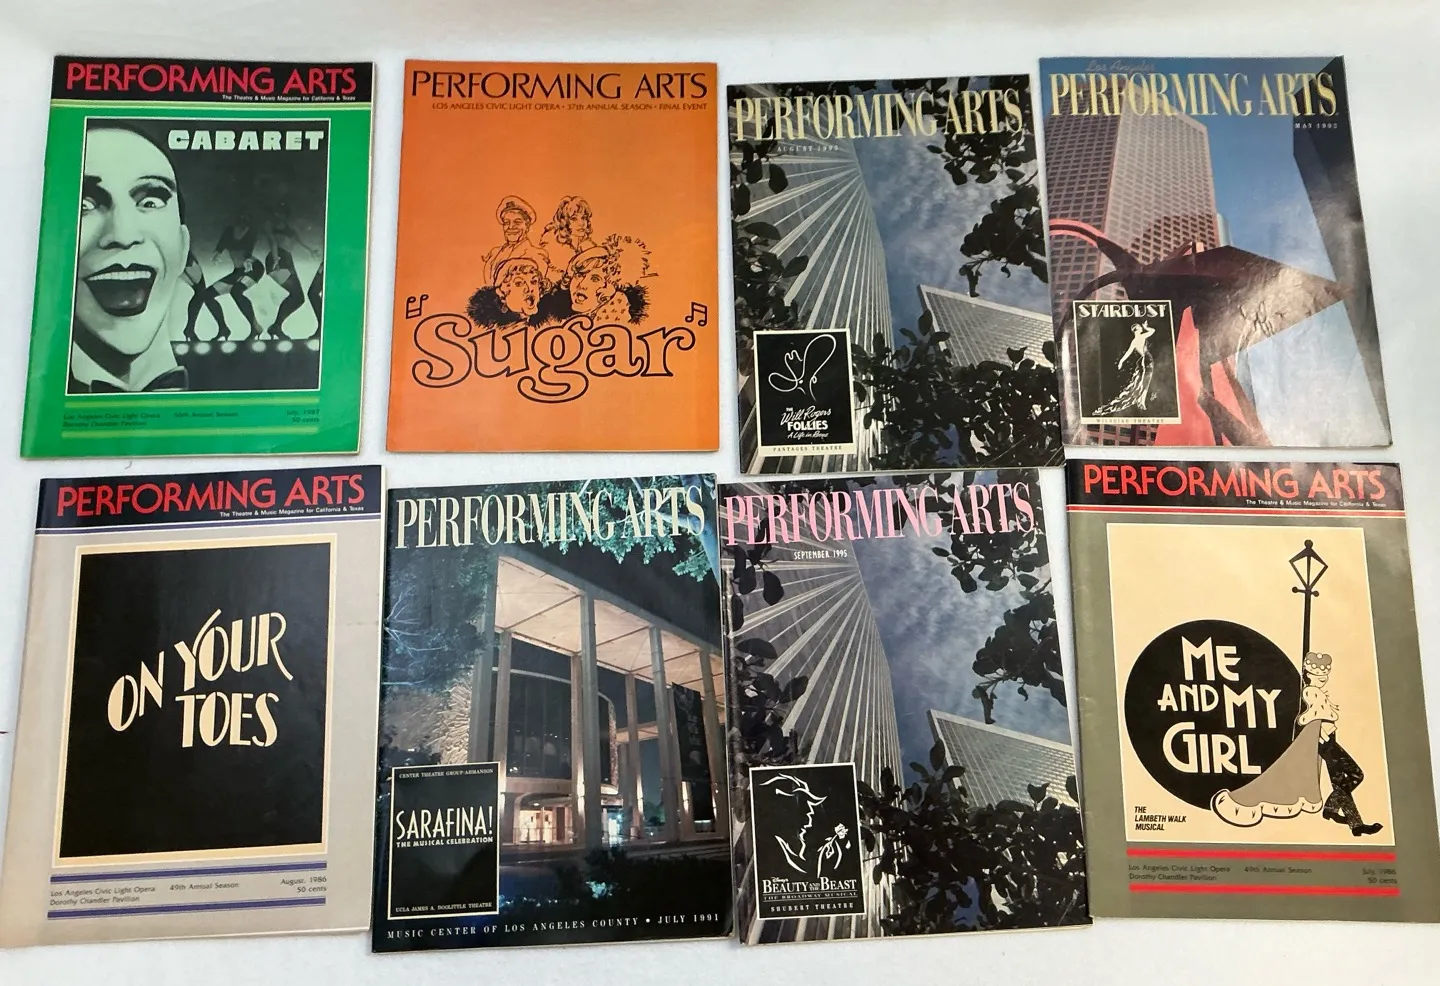 PERFORMING ARTS
The Theatre & Music Magazine for California & Texas
CABARET
Los Angeles Civic Light Opera 50th Annual Season July, 1987
Dorothy Chandler Pavilion 50 cents
PERFORMING ARTS
LOS ANGELES CIVIC LIGHT OPERA • 37th ANNUAL SEASON • FINAL EVENT
Sugar
PERFORMING ARTS
AUGUST 1993
THE
Will Rogers
FOLLIES
A Life in Revue
PANTAGES THEATRE
Los Angeles
PERFORMING ARTS
MAY 1992
STARDUST
WILSHIRE THEATRE
PERFORMING ARTS
The Theatre & Music Magazine for California & Texas
ON YOUR
TOES
Los Angeles Civic Light Opera 49th Annual Season August, 1986
Dorothy Chandler Pavilion 50 cents
PERFORMING ARTS
CENTER THEATRE GROUP/AHMANSON
SARAFINA!
THE MUSICAL CELEBRATION
UCLA JAMES A. DOOLITTLE THEATRE
MUSIC CENTER OF LOS ANGELES COUNTY • JULY 1991
PERFORMING ARTS
SEPTEMBER 1995
Disney's
BEAUTY AND THE BEAST
THE BROADWAY MUSICAL
SHUBERT THEATRE
PERFORMING ARTS
The Theatre & Music Magazine for California & Texas
ME
AND MY
GIRL
THE
LAMBETH WALK
MUSICAL
Los Angeles Civic Light Opera 49th Annual Season July, 1986
Dorothy Chandler Pavilion 50 cents